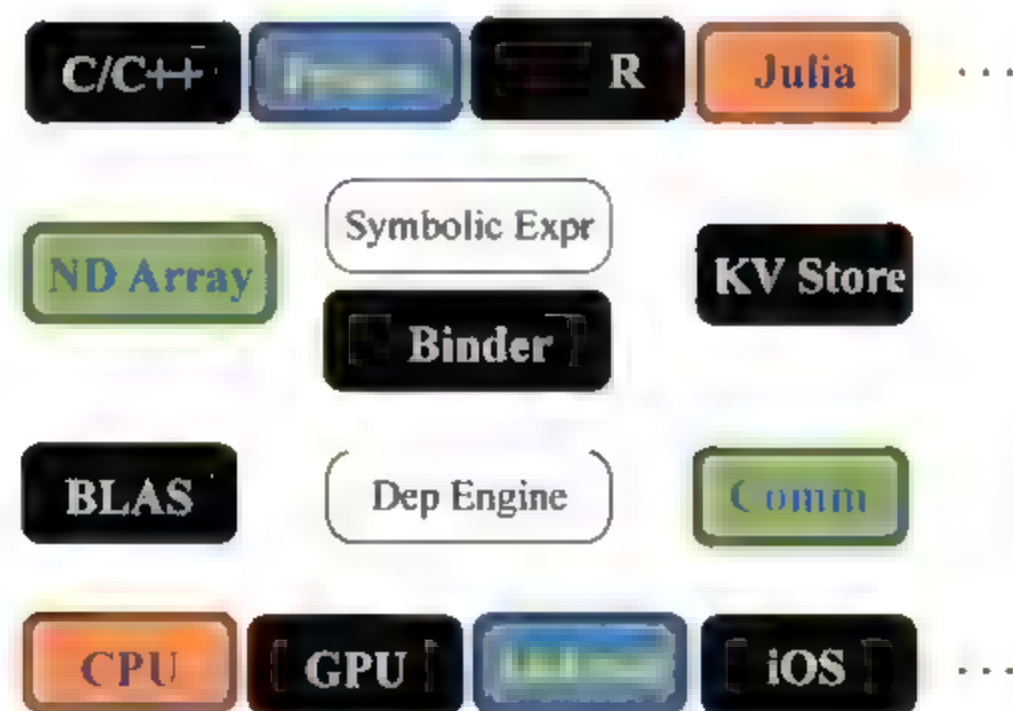 C/C++ R Julia ...
Symbolic Expr
ND Array KV Store
Binder
BLAS Dep Engine Comm
CPU GPU iOS ...